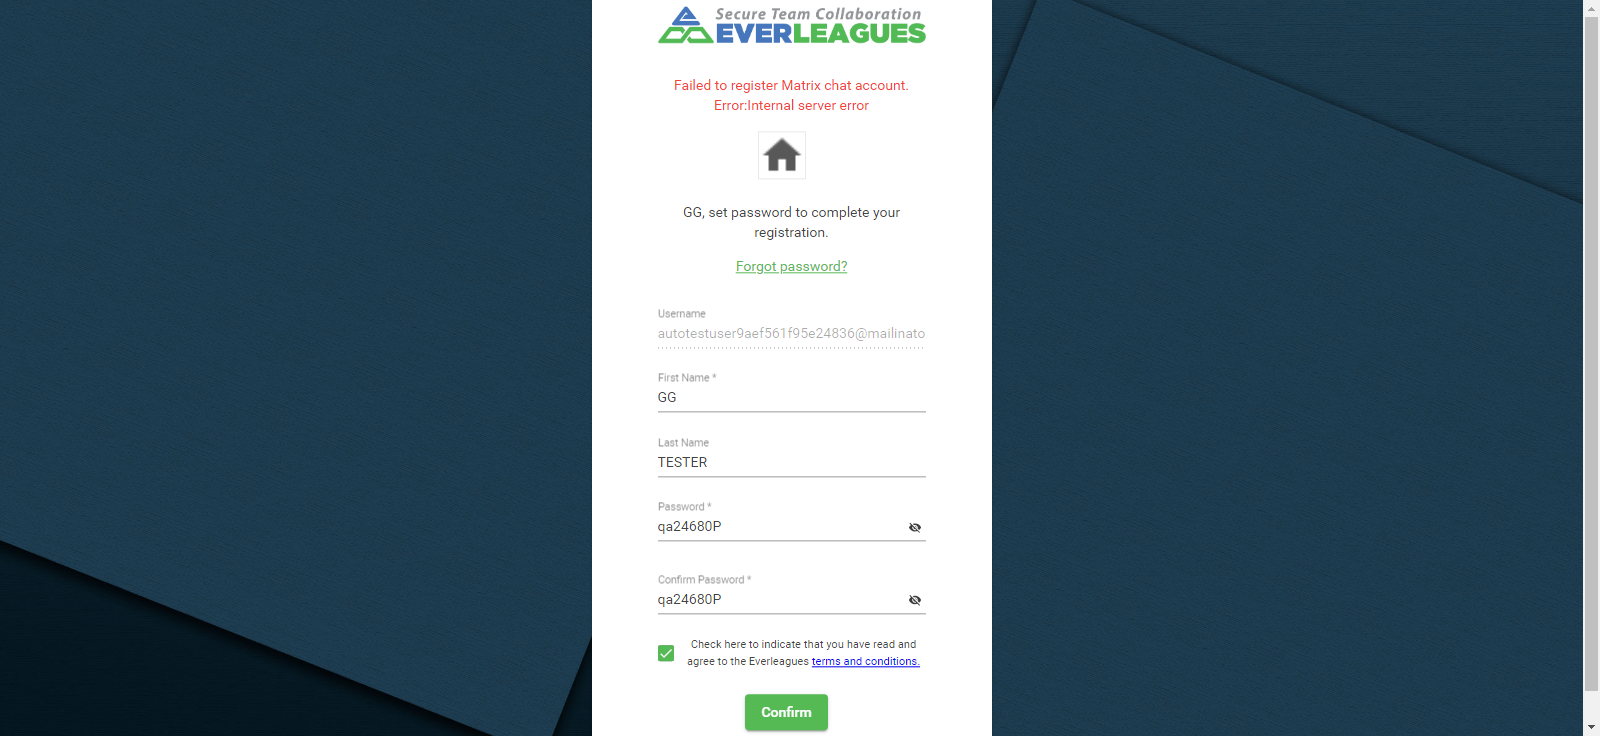 Secure Team Collaboration
EVERLEAGUES
Failed to register Matrix chat account.
Error:Internal server error
GG, set password to complete your
registration.
Forgot password?
Username
autotestuser9aef561f95e24836@mailinato
First Name *
GG
Last Name
TESTER
Password *
qa24680P
Confirm Password *
qa24680P
Check here to indicate that you have read and
agree to the Everleagues terms and conditions.
Confirm